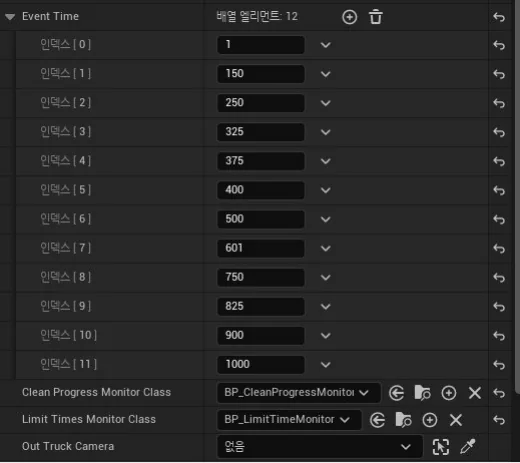 Event Time 배열 엘리먼트: 12
인덱스 [ 0 ] 1
인덱스 [ 1 ] 150
인덱스 [ 2 ] 250
인덱스 [ 3 ] 325
인덱스 [ 4 ] 375
인덱스 [ 5 ] 400
인덱스 [ 6 ] 500
인덱스 [ 7 ] 601
인덱스 [ 8 ] 750
인덱스 [ 9 ] 825
인덱스 [ 10 ] 900
인덱스 [ 11 ] 1000
Clean Progress Monitor Class BP_CleanProgressMonitor
Limit Times Monitor Class BP_LimitTimeMonitor
Out Truck Camera 없음